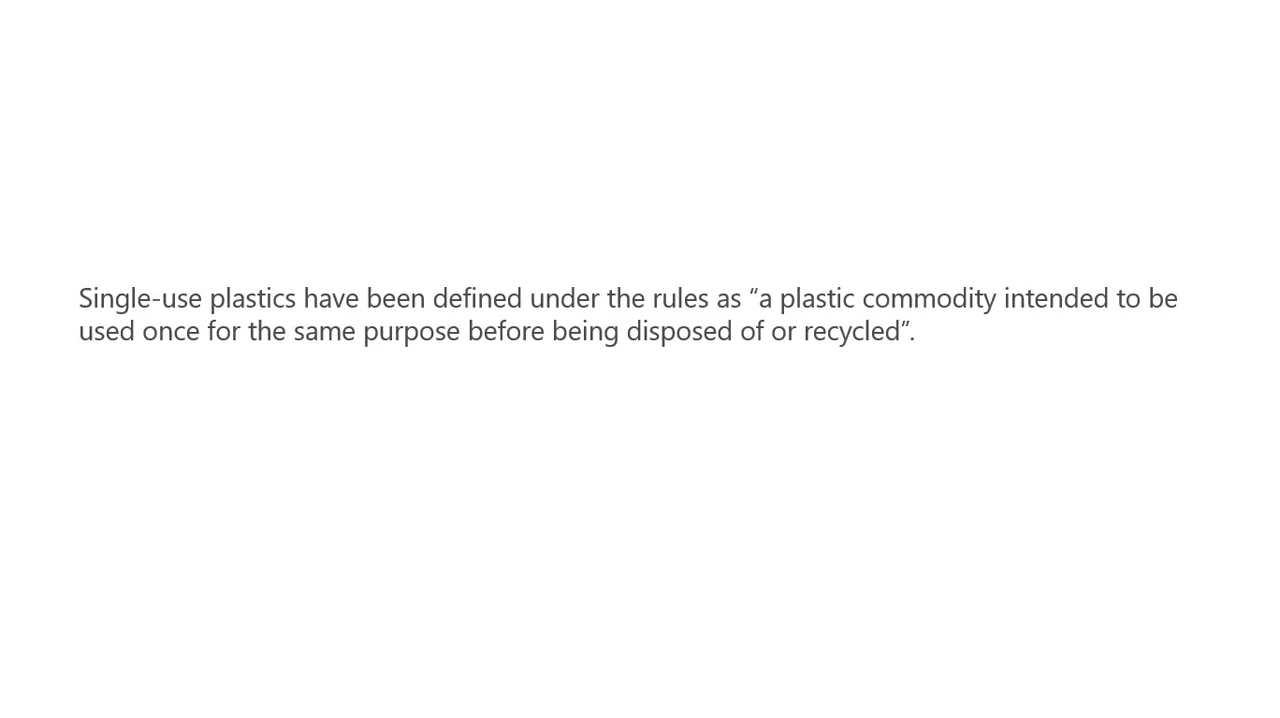 Single-use plastics have been defined under the rules as “a plastic commodity intended to be
used once for the same purpose before being disposed of or recycled”.